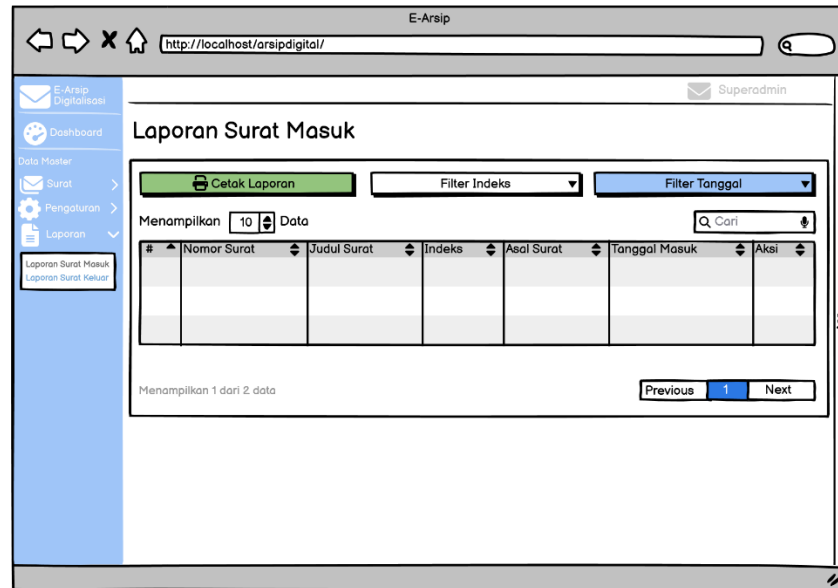 E-Arsip
http://localhost/arsipdigital/
E-Arsip
Digitalisasi
Superadmin
Dashboard
Laporan Surat Masuk
Data Master
Surat
Pengaturan
Laporan
Laporan Surat Masuk
Laporan Surat Keluar
Cetak Laporan
Filter Indeks
Filter Tanggal
Menampilkan 10 Data
Cari
# Nomor Surat Judul Surat Indeks Asal Surat Tanggal Masuk Aksi
Menampilkan 1 dari 2 data
Previous 1 Next